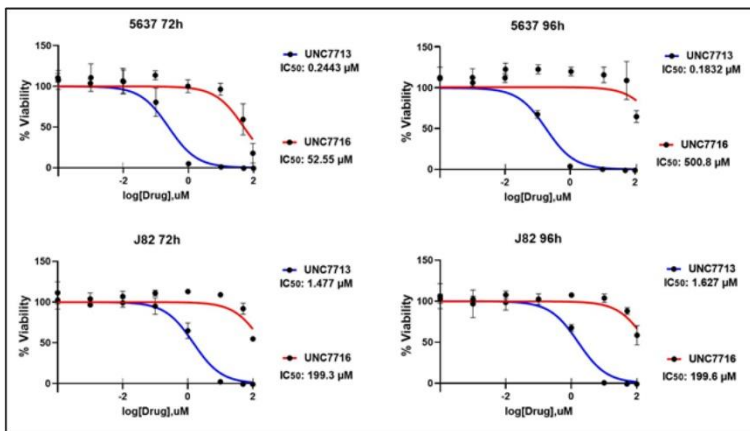 5637 72h
150
100
50
0
% Viability
-2
0
2
log[Drug],uM
UNC7713
IC50: 0.2443 µM
UNC7716
IC50: 52.55 µM
5637 96h
150
100
50
0
% Viability
-2
0
2
log[Drug],uM
UNC7713
IC50: 0.1832 µM
UNC7716
IC50: 500.8 µM
J82 72h
150
100
50
0
% Viability
-2
0
2
log[Drug],uM
UNC7713
IC50: 1.477 µM
UNC7716
IC50: 199.3 µM
J82 96h
150
100
50
0
% Viability
-2
0
2
log[Drug],uM
UNC7713
IC50: 1.627 µM
UNC7716
IC50: 199.6 µM